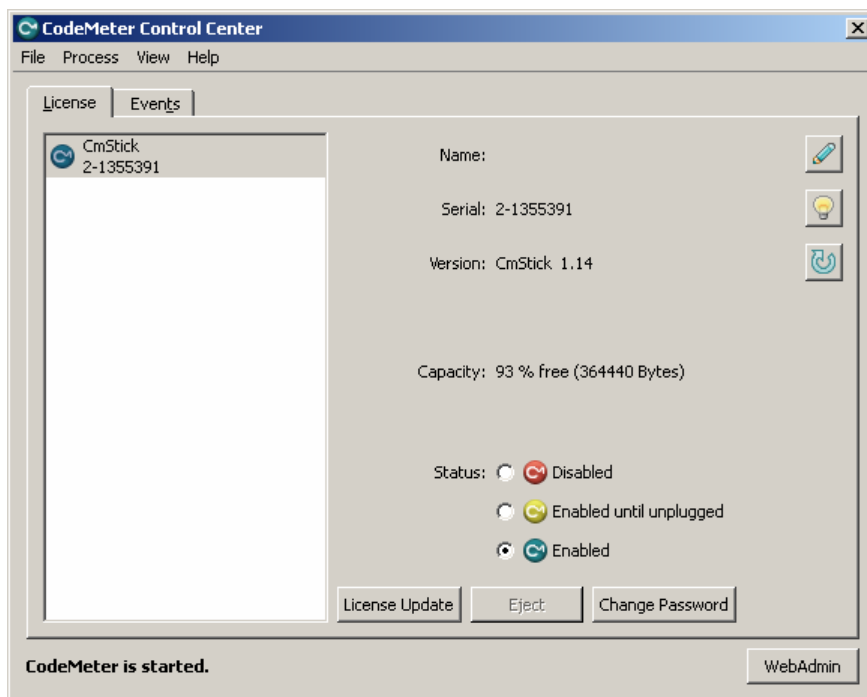 CodeMeter Control Center
File Process View Help
License Events
CmStick
2-1355391
Name:
Serial: 2-1355391
Version: CmStick 1.14
Capacity: 93 % free (364440 Bytes)
Status: Disabled
Enabled until unplugged
Enabled
License Update Eject Change Password
CodeMeter is started. WebAdmin